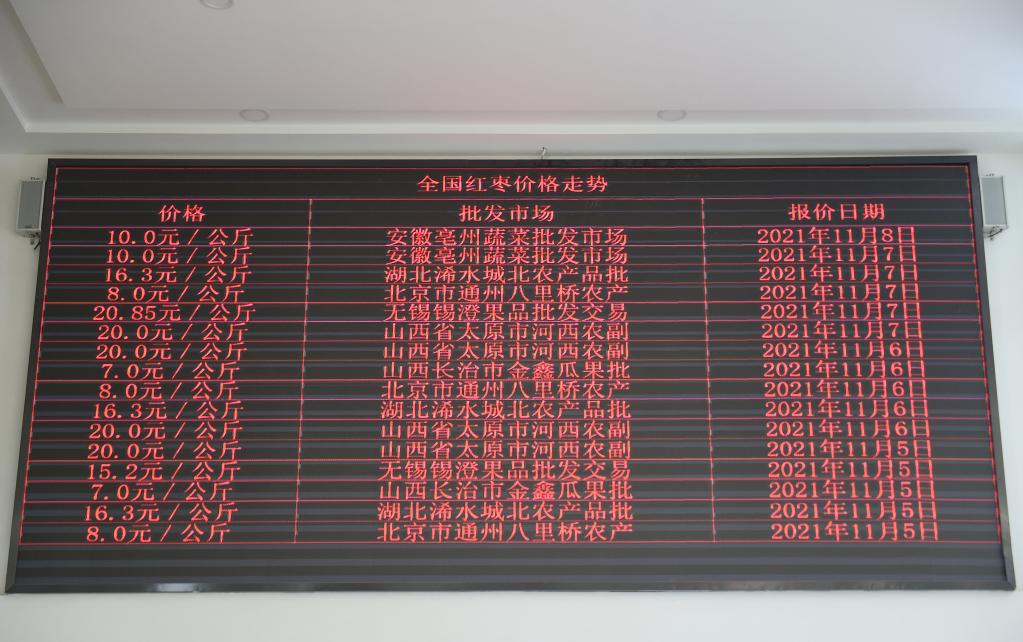 全国红枣价格走势
价格 批发市场 报价日期
10.0元／公斤 安徽亳州蔬菜批发市场 2021年11月8日
10.0元／公斤 安徽亳州蔬菜批发市场 2021年11月7日
16.3元／公斤 湖北浠水城北农产品批 2021年11月7日
8.0元／公斤 北京市通州八里桥农产 2021年11月7日
20.85元／公斤 无锡锡澄果品批发交易 2021年11月7日
20.0元／公斤 山西省太原市河西农副 2021年11月7日
20.0元／公斤 山西省太原市河西农副 2021年11月6日
7.0元／公斤 山西长治市金鑫瓜果批 2021年11月6日
8.0元／公斤 北京市通州八里桥农产 2021年11月6日
16.3元／公斤 湖北浠水城北农产品批 2021年11月6日
20.0元／公斤 山西省太原市河西农副 2021年11月6日
20.0元／公斤 山西省太原市河西农副 2021年11月5日
15.2元／公斤 无锡锡澄果品批发交易 2021年11月5日
7.0元／公斤 山西长治市金鑫瓜果批 2021年11月5日
16.3元／公斤 湖北浠水城北农产品批 2021年11月5日
8.0元／公斤 北京市通州八里桥农产 2021年11月5日